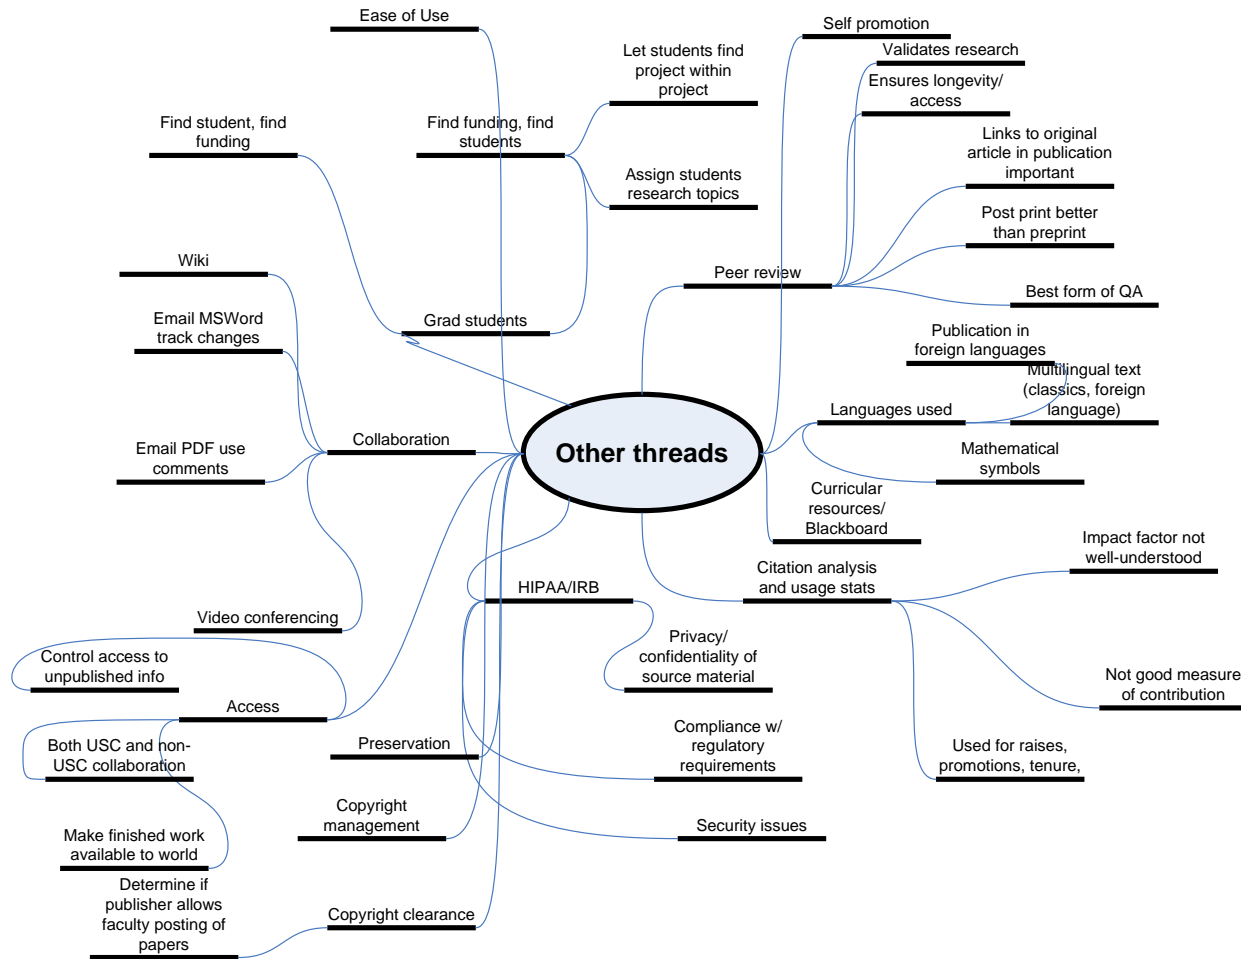 Ease of Use
Self promotion
Validates research
Let students find
project within
project
Ensures longevity/
access
Find student, find
funding
Find funding, find
students
Links to original
article in publication
important
Assign students
research topics
Post print better
than preprint
Wiki
Peer review
Best form of QA
Email MSWord
track changes
Grad students
Publication in
foreign languages
Multilingual text
(classics, foreign
language)
Languages used
Collaboration
Other threads
Email PDF use
comments
Mathematical
symbols
Curricular
resources/
Blackboard
Impact factor not
well-understood
Citation analysis
and usage stats
HIPAA/IRB
Video conferencing
Privacy/
confidentiality of
source material
Control access to
unpublished info
Not good measure
of contribution
Access
Both USC and non-
USC collaboration
Preservation
Compliance w/
regulatory
requirements
Used for raises,
promotions, tenure,
Copyright
management
Security issues
Make finished work
available to world
Determine if
publisher allows
faculty posting of
papers
Copyright clearance